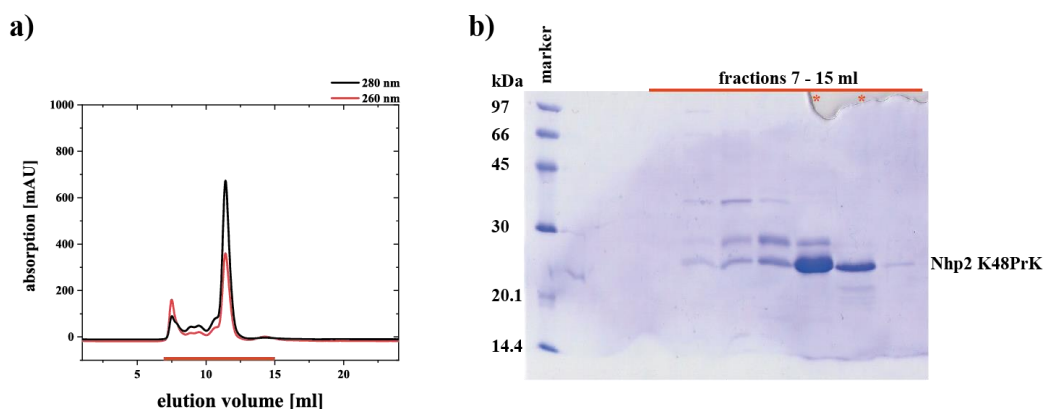 a)
280 nm
260 nm
1000
800
600
400
200
0
absorption [mAU]
5
10
15
20
elution volume [ml]
b)
marker
kDa
fractions 7 - 15 ml
* *
97
66
45
30
20.1
14.4
Nhp2 K48PrK